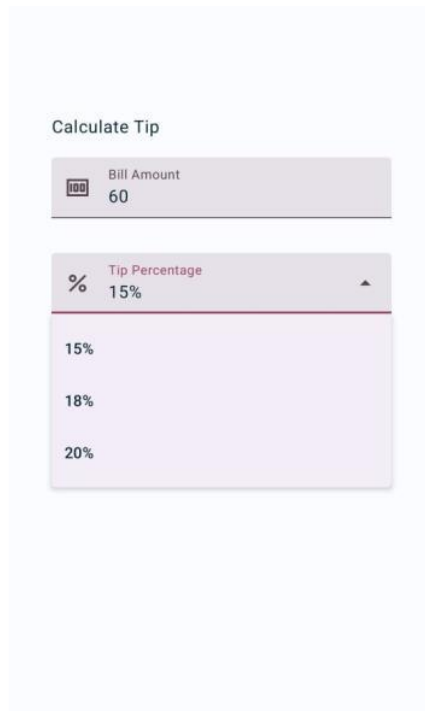 Calculate Tip
Bill Amount
60
Tip Percentage
15%
15%
18%
20%